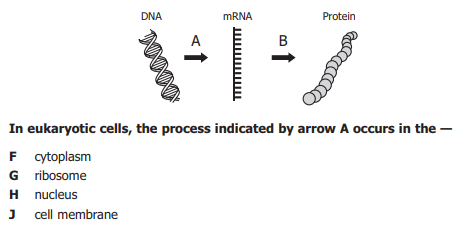 DNA mRNA Protein
A B
In eukaryotic cells, the process indicated by arrow A occurs in the —
F cytoplasm
G ribosome
H nucleus
J cell membrane